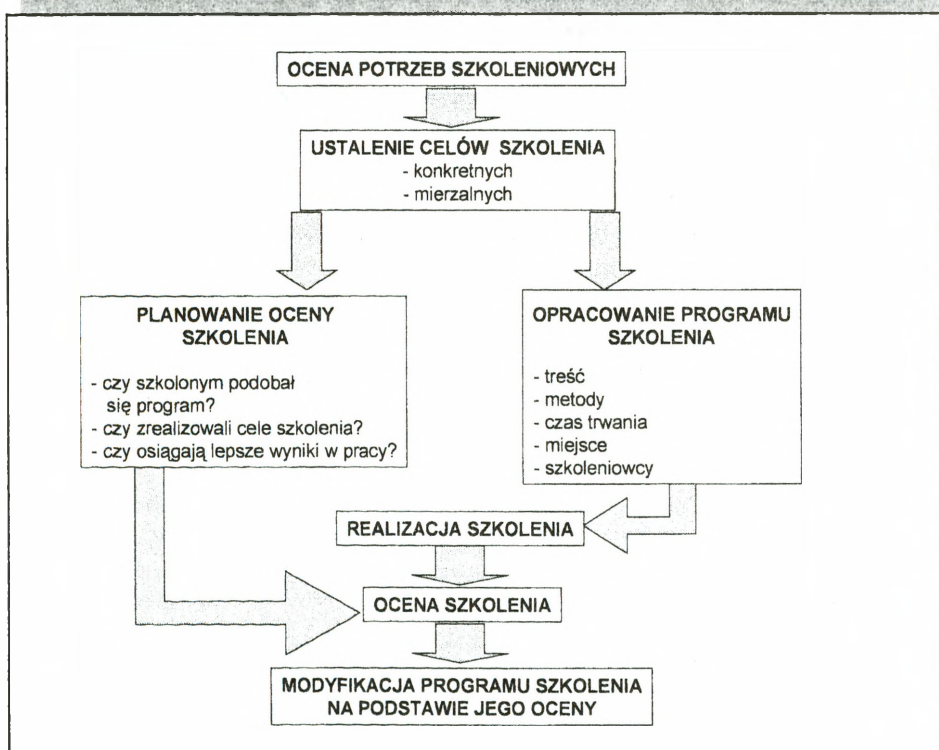 OCENA POTRZEB SZKOLENIOWYCH
USTALENIE CELÓW SZKOLENIA
- konkretnych
- mierzalnych
PLANOWANIE OCENY
SZKOLENIA
- czy szkolonym podobał
się program?
- czy zrealizowali cele szkolenia?
- czy osiągają lepsze wyniki w pracy?
OPRACOWANIE PROGRAMU
SZKOLENIA
- treść
- metody
- czas trwania
- miejsce
- szkoleniowcy
REALIZACJA SZKOLENIA
OCENA SZKOLENIA
MODYFIKACJA PROGRAMU SZKOLENIA
NA PODSTAWIE JEGO OCENY